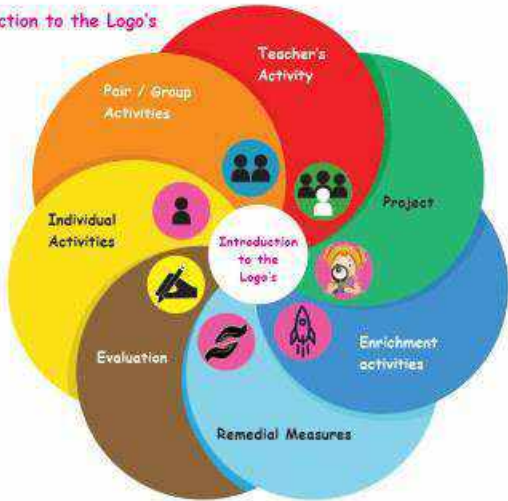 ction to the Logo's
Teacher's
Activity
Pair / Group
Activities
Project
Individual
Activities
Introduction
to the
Logo's
Enrichment
activities
Evaluation
Remedial Measures